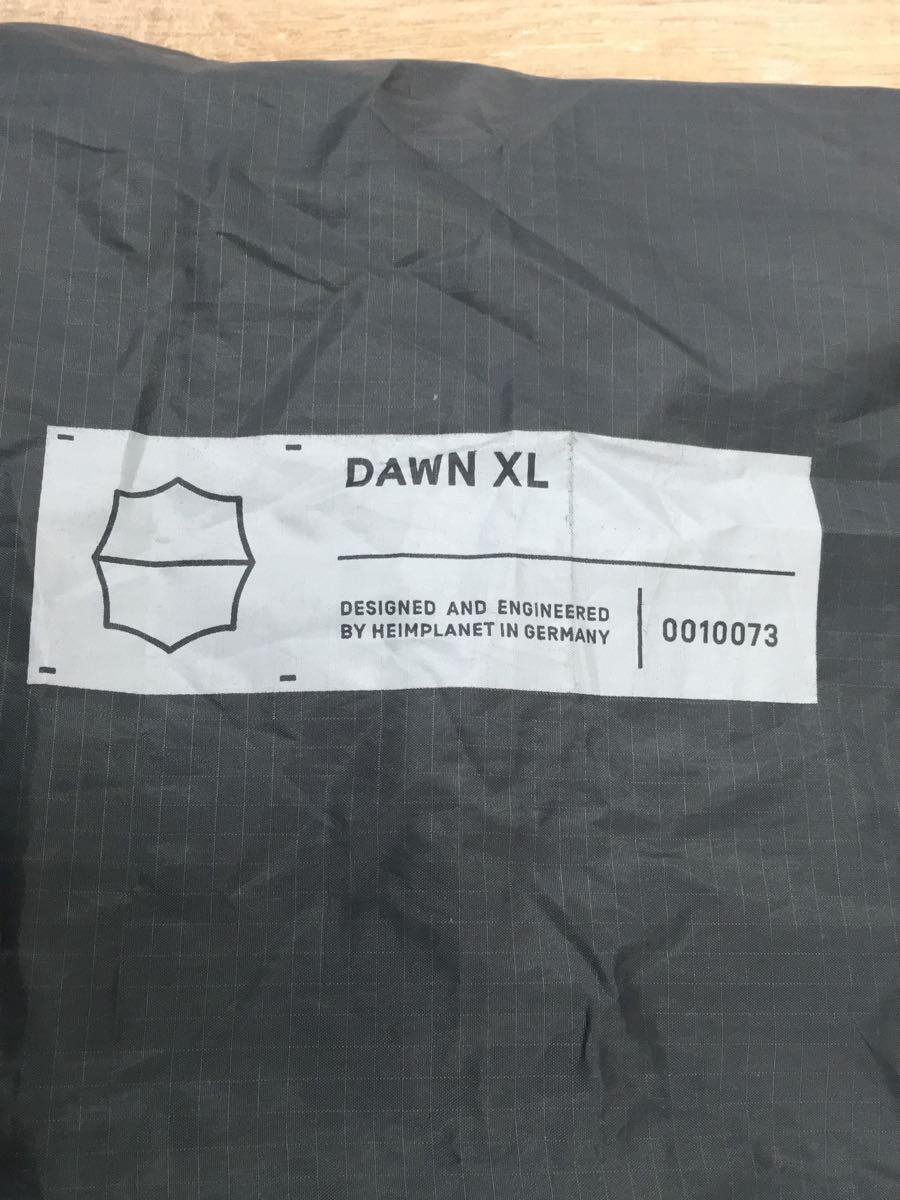 DAWN XL
DESIGNED AND ENGINEERED
BY HEIMPLANET IN GERMANY
0010073